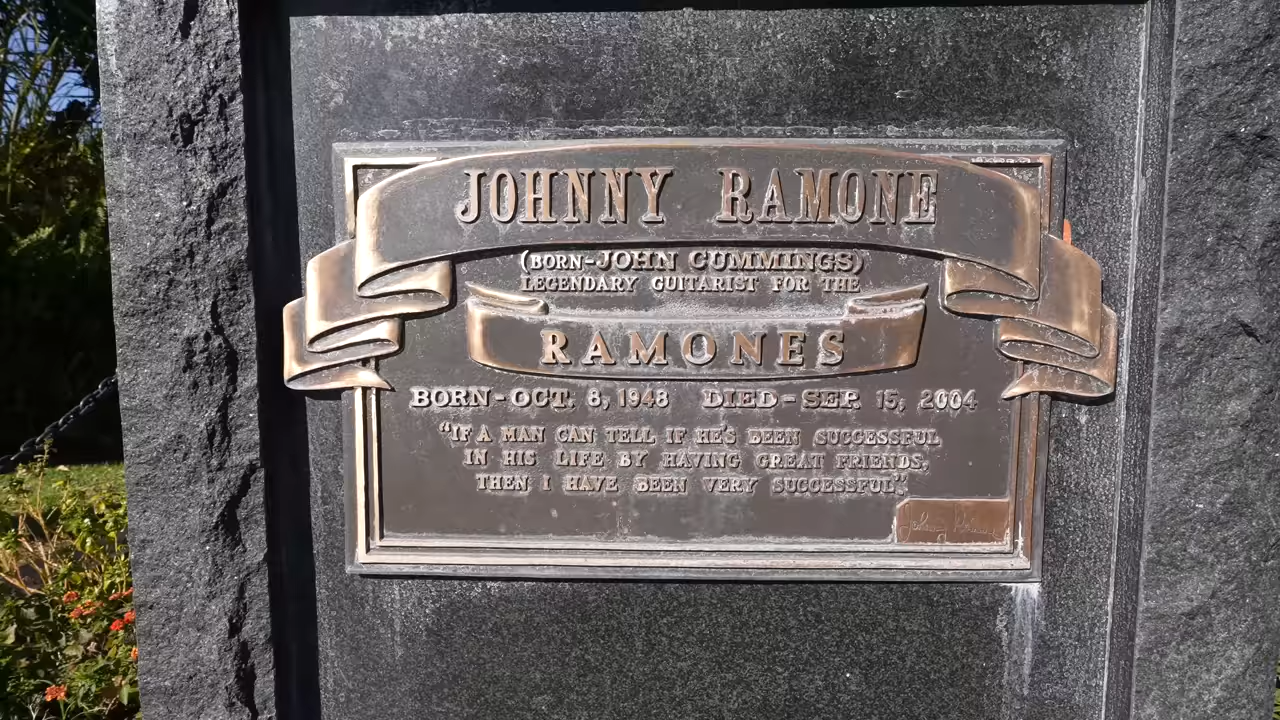 JOHNNY RAMONE
(BORN-JOHN CUMMINGS)
LEGENDARY GUITARIST FOR THE
RAMONES
BORN-OCT. 8, 1948 DIED-SEP. 15, 2004
"IF A MAN CAN TELL IF HE'S BEEN SUCCESSFUL
IN HIS LIFE BY HAVING GREAT FRIENDS,
THEN I HAVE BEEN VERY SUCCESSFUL."
Johnny Ramone